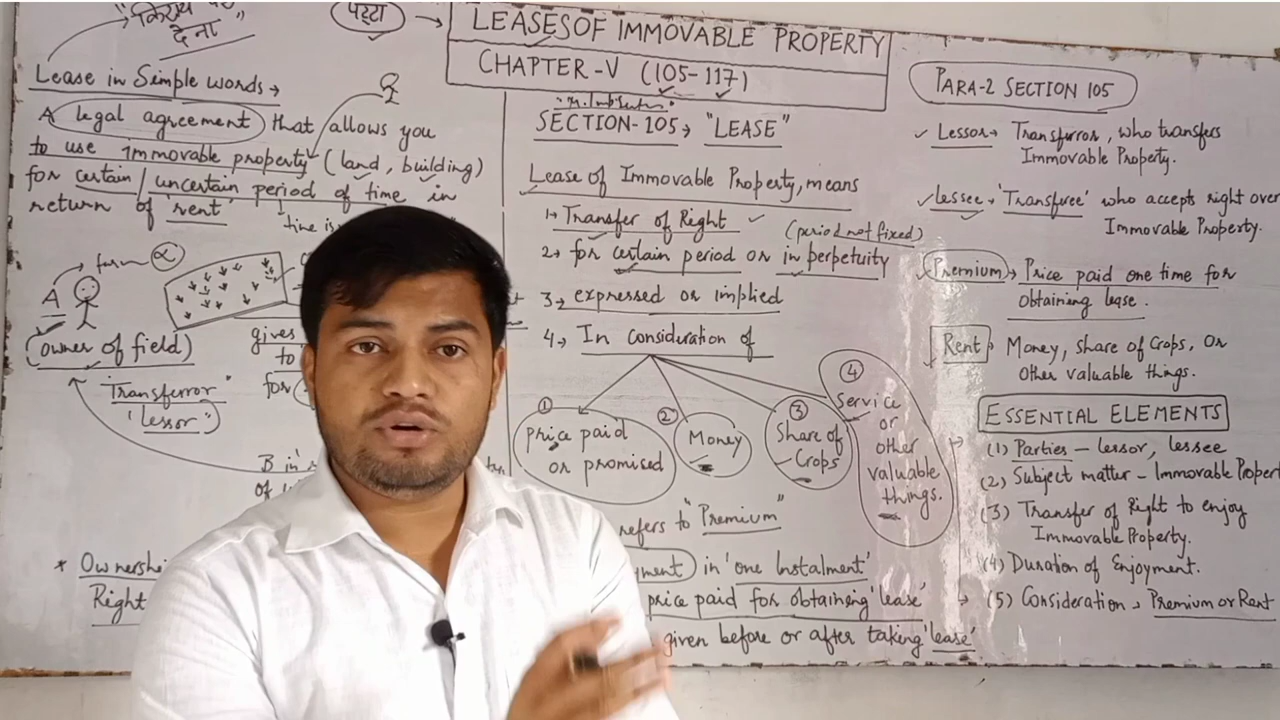 "किराये पर
देना"
पट्टा →
LEASES OF IMMOVABLE PROPERTY
CHAPTER-V (105-117)
Lease in Simple words →
A legal agreement that allows you
to use immovable property (land, building)
for certain/uncertain period of time in
return of 'rent'
time is
A → farm α
(owner of field)
"Transferror"
'lessor')
gives
to
for
B in
of
* Ownershi
Right
SECTION-105 → "LEASE"
Lease of Immovable Property, means
1→ Transfer of Right
(period not fixed)
2→ for certain period or in perpetuity
3→ expressed or implied
4→ In consideration of
① price paid
or promised
② Money
③ Share of
Crops
④ Service
or
other
valuable
things.
refers to "Premium"
ment) in 'one Instalment'
price paid for obtaining 'lease'
given before or after taking 'lease'
PARA-2 SECTION 105
Lessor → Transferror, who transfers
Immovable Property.
lessee → 'Transferee' who accepts right over
Immovable Property.
Premium → Price paid one time for
obtaining lease.
Rent → Money, share of Crops, or
Other valuable things.
ESSENTIAL ELEMENTS
(1) Parties – lessor, lessee
(2) Subject matter – Immovable Propert
(3) Transfer of Right to enjoy
Immovable Property.
(4) Duration of Enjoyment.
(5) Consideration → Premium or Rent